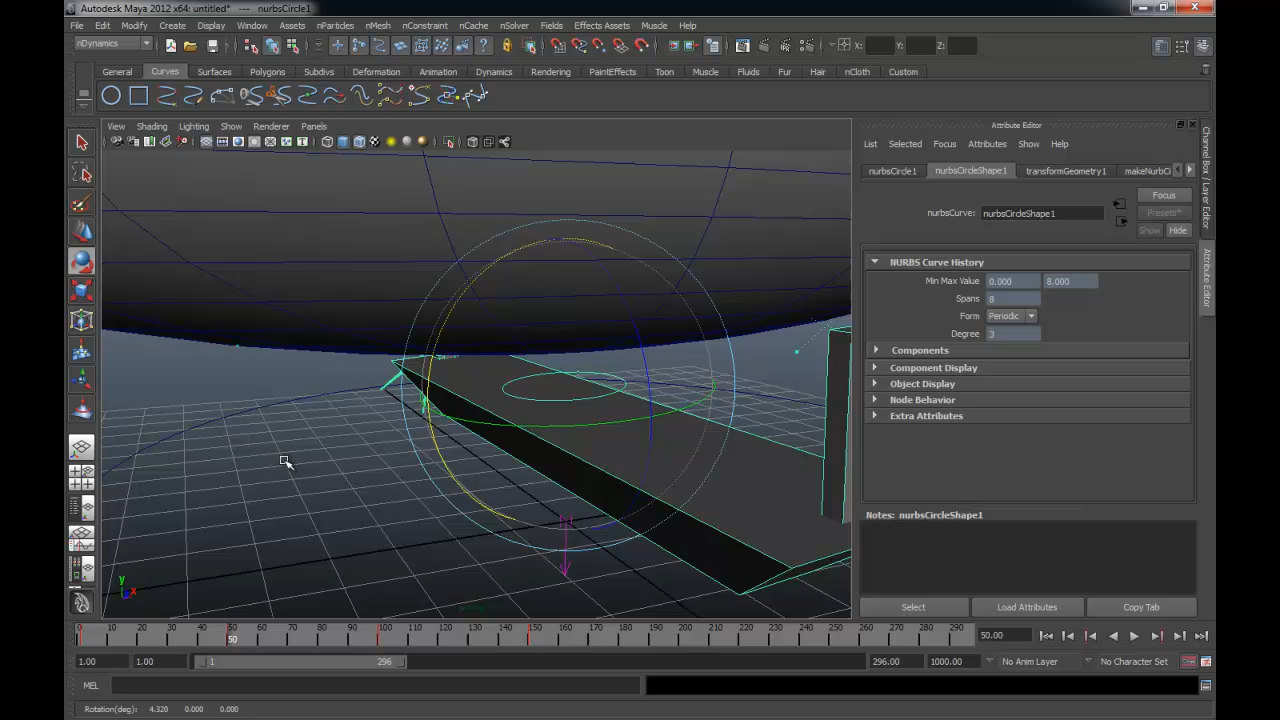 Autodesk Maya 2012 x64: untitled* --- nurbsCircle1
File Edit Modify Create Display Window Assets nParticles nMesh nConstraint nCache nSolver Fields Effects Assets Muscle Help
nDynamics X: Y: Z:
General Curves Surfaces Polygons Subdivs Deformation Animation Dynamics Rendering PaintEffects Toon Muscle Fluids Fur Hair nCloth Custom
View Shading Lighting Show Renderer Panels
Attribute Editor
List Selected Focus Attributes Show Help
nurbsCircle1 nurbsCircleShape1 transformGeometry1 makeNurbCi
Focus
nurbsCurve: nurbsCircleShape1 Presets*
Show Hide
NURBS Curve History
Min Max Value 0.000 8.000
Spans 8
Form Periodic
Degree 3
Components
Component Display
Object Display
Node Behavior
Extra Attributes
Notes: nurbsCircleShape1
Select Load Attributes Copy Tab
Channel Box / Layer Editor
Attribute Editor
y
x
0 10 20 30 40 50 60 70 80 90 100 110 120 130 140 150 160 170 180 190 200 210 220 230 240 250 260 270 280 290
50
50.00
1.00 1.00 1 296 296.00 1000.00 No Anim Layer No Character Set
MEL
Rotation(deg): 4.320 0.000 0.000